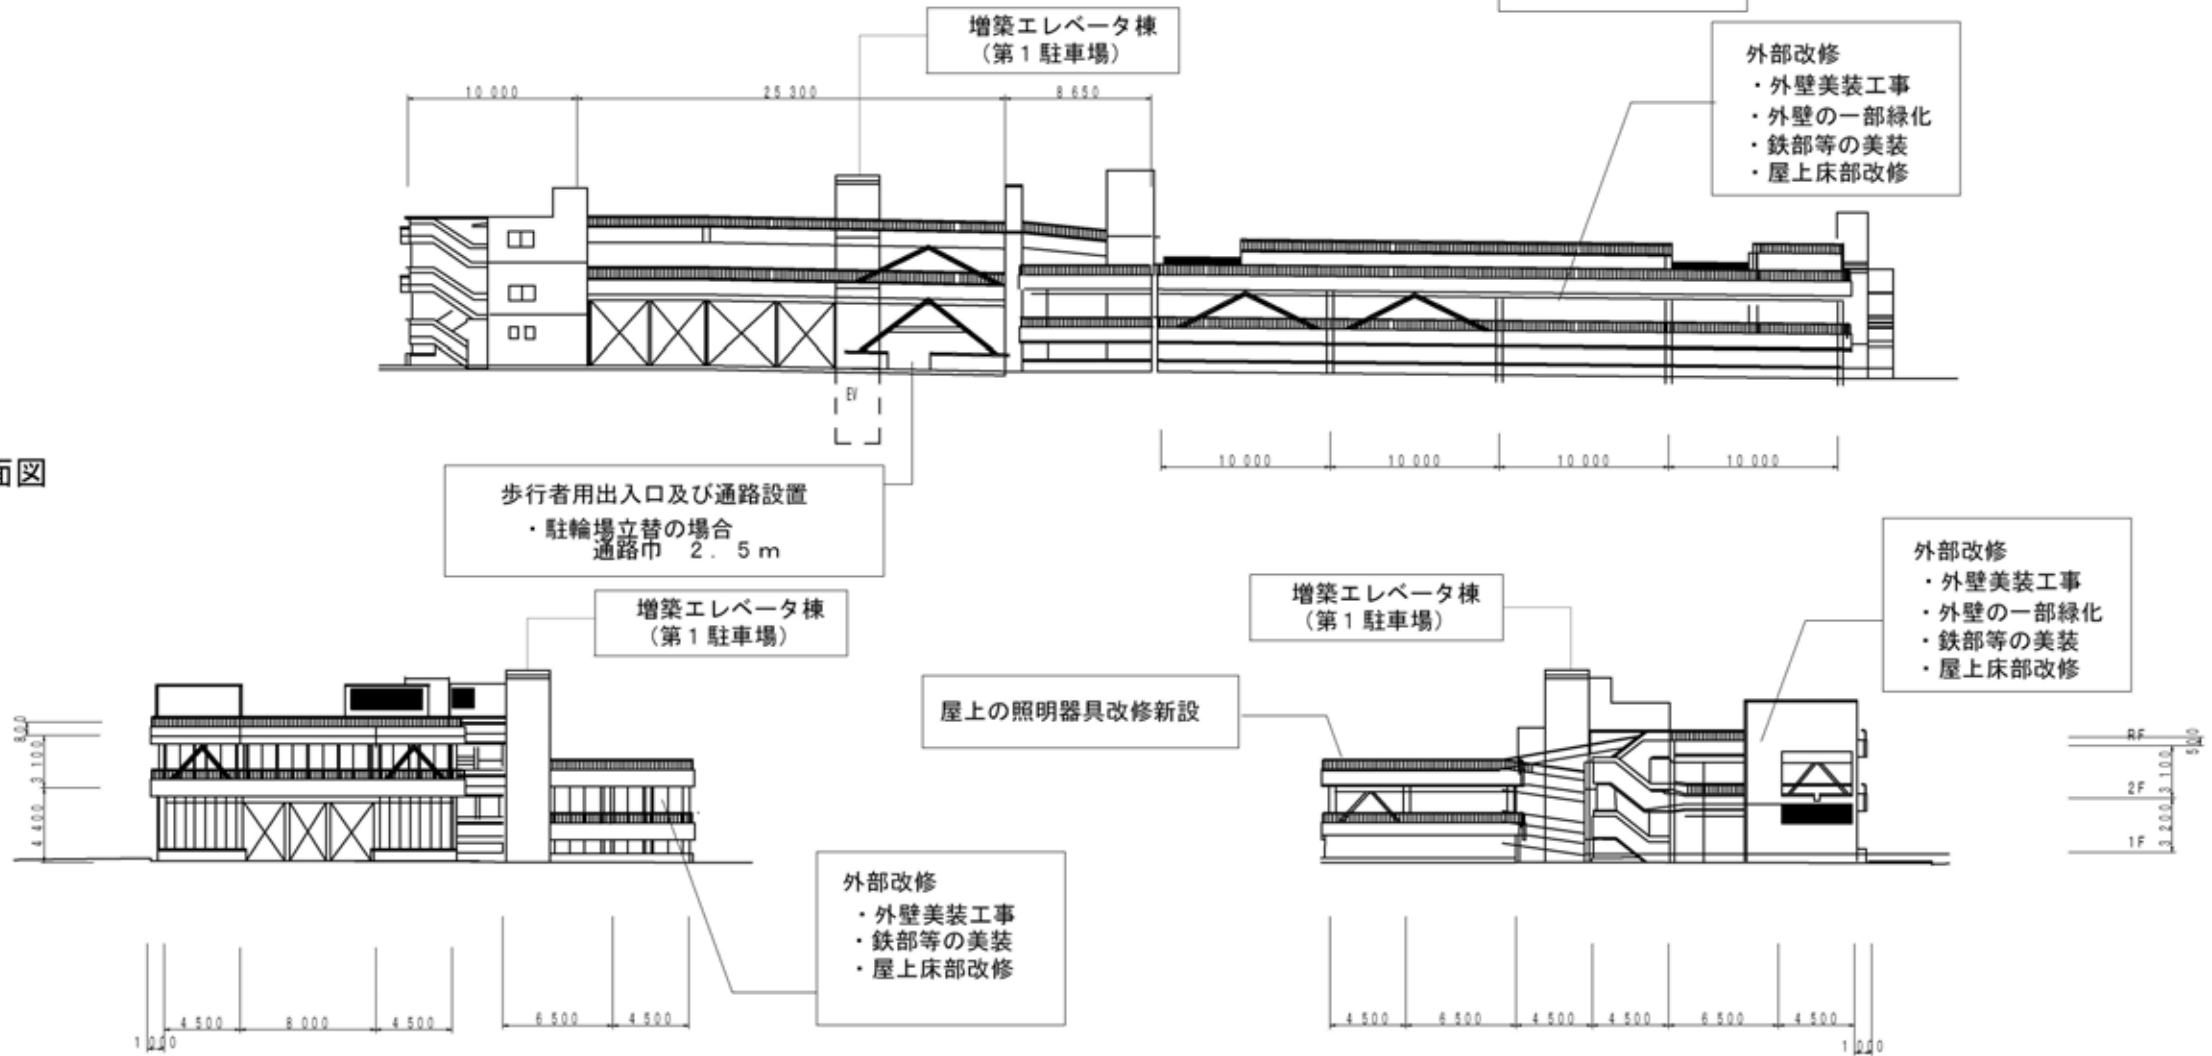 増築エレベータ棟
（第１駐車場）
外部改修
・外壁美装工事
・外壁の一部緑化
・鉄部等の美装
・屋上床部改修
10 000
25 300
8 650
EV
10 000
10 000
10 000
10 000
面図
歩行者用出入口及び通路設置
・駐輪場立替の場合
通路巾　２．５ｍ
増築エレベータ棟
（第１駐車場）
増築エレベータ棟
（第１駐車場）
外部改修
・外壁美装工事
・外壁の一部緑化
・鉄部等の美装
・屋上床部改修
屋上の照明器具改修新設
800
3 100
4 400
RF
500
3 100
2F
3 200
1F
外部改修
・外壁美装工事
・鉄部等の美装
・屋上床部改修
1 000
4 500
8 000
4 500
6 500
4 500
4 500
6 500
4 500
4 500
6 500
4 500
1 000